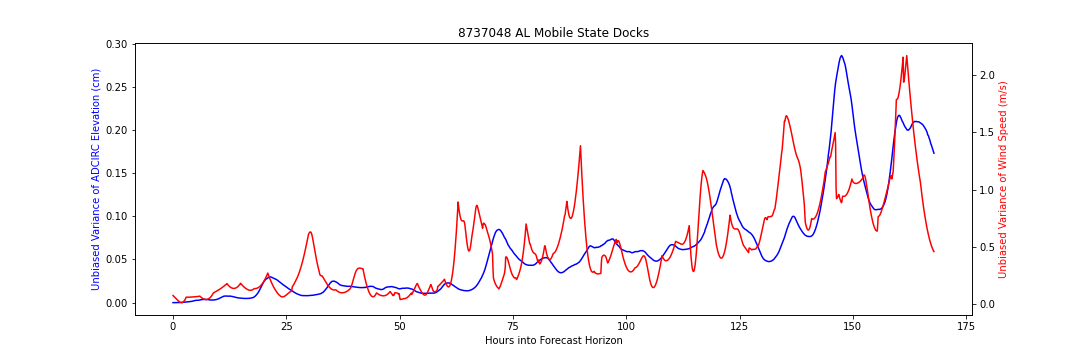 8737048 AL Mobile State Docks
Unbiased Variance of ADCIRC Elevation (cm)
0.30
0.25
0.20
0.15
0.10
0.05
0.00
2.0
1.5
1.0
0.5
0.0
Unbiased Variance of Wind Speed (m/s)
0 25 50 75 100 125 150 175
Hours into Forecast Horizon